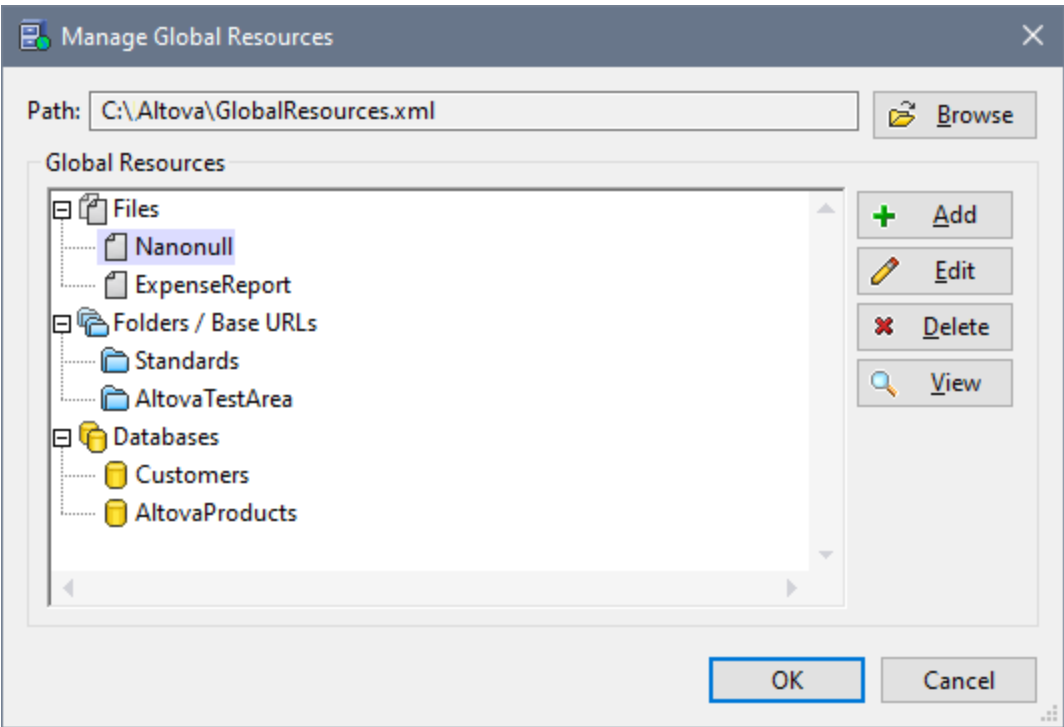 Manage Global Resources
Path: C:\Altova\GlobalResources.xml Browse
Global Resources
Files
Nanonull
ExpenseReport
Folders / Base URLs
Standards
AltovaTestArea
Databases
Customers
AltovaProducts
Add
Edit
Delete
View
OK Cancel